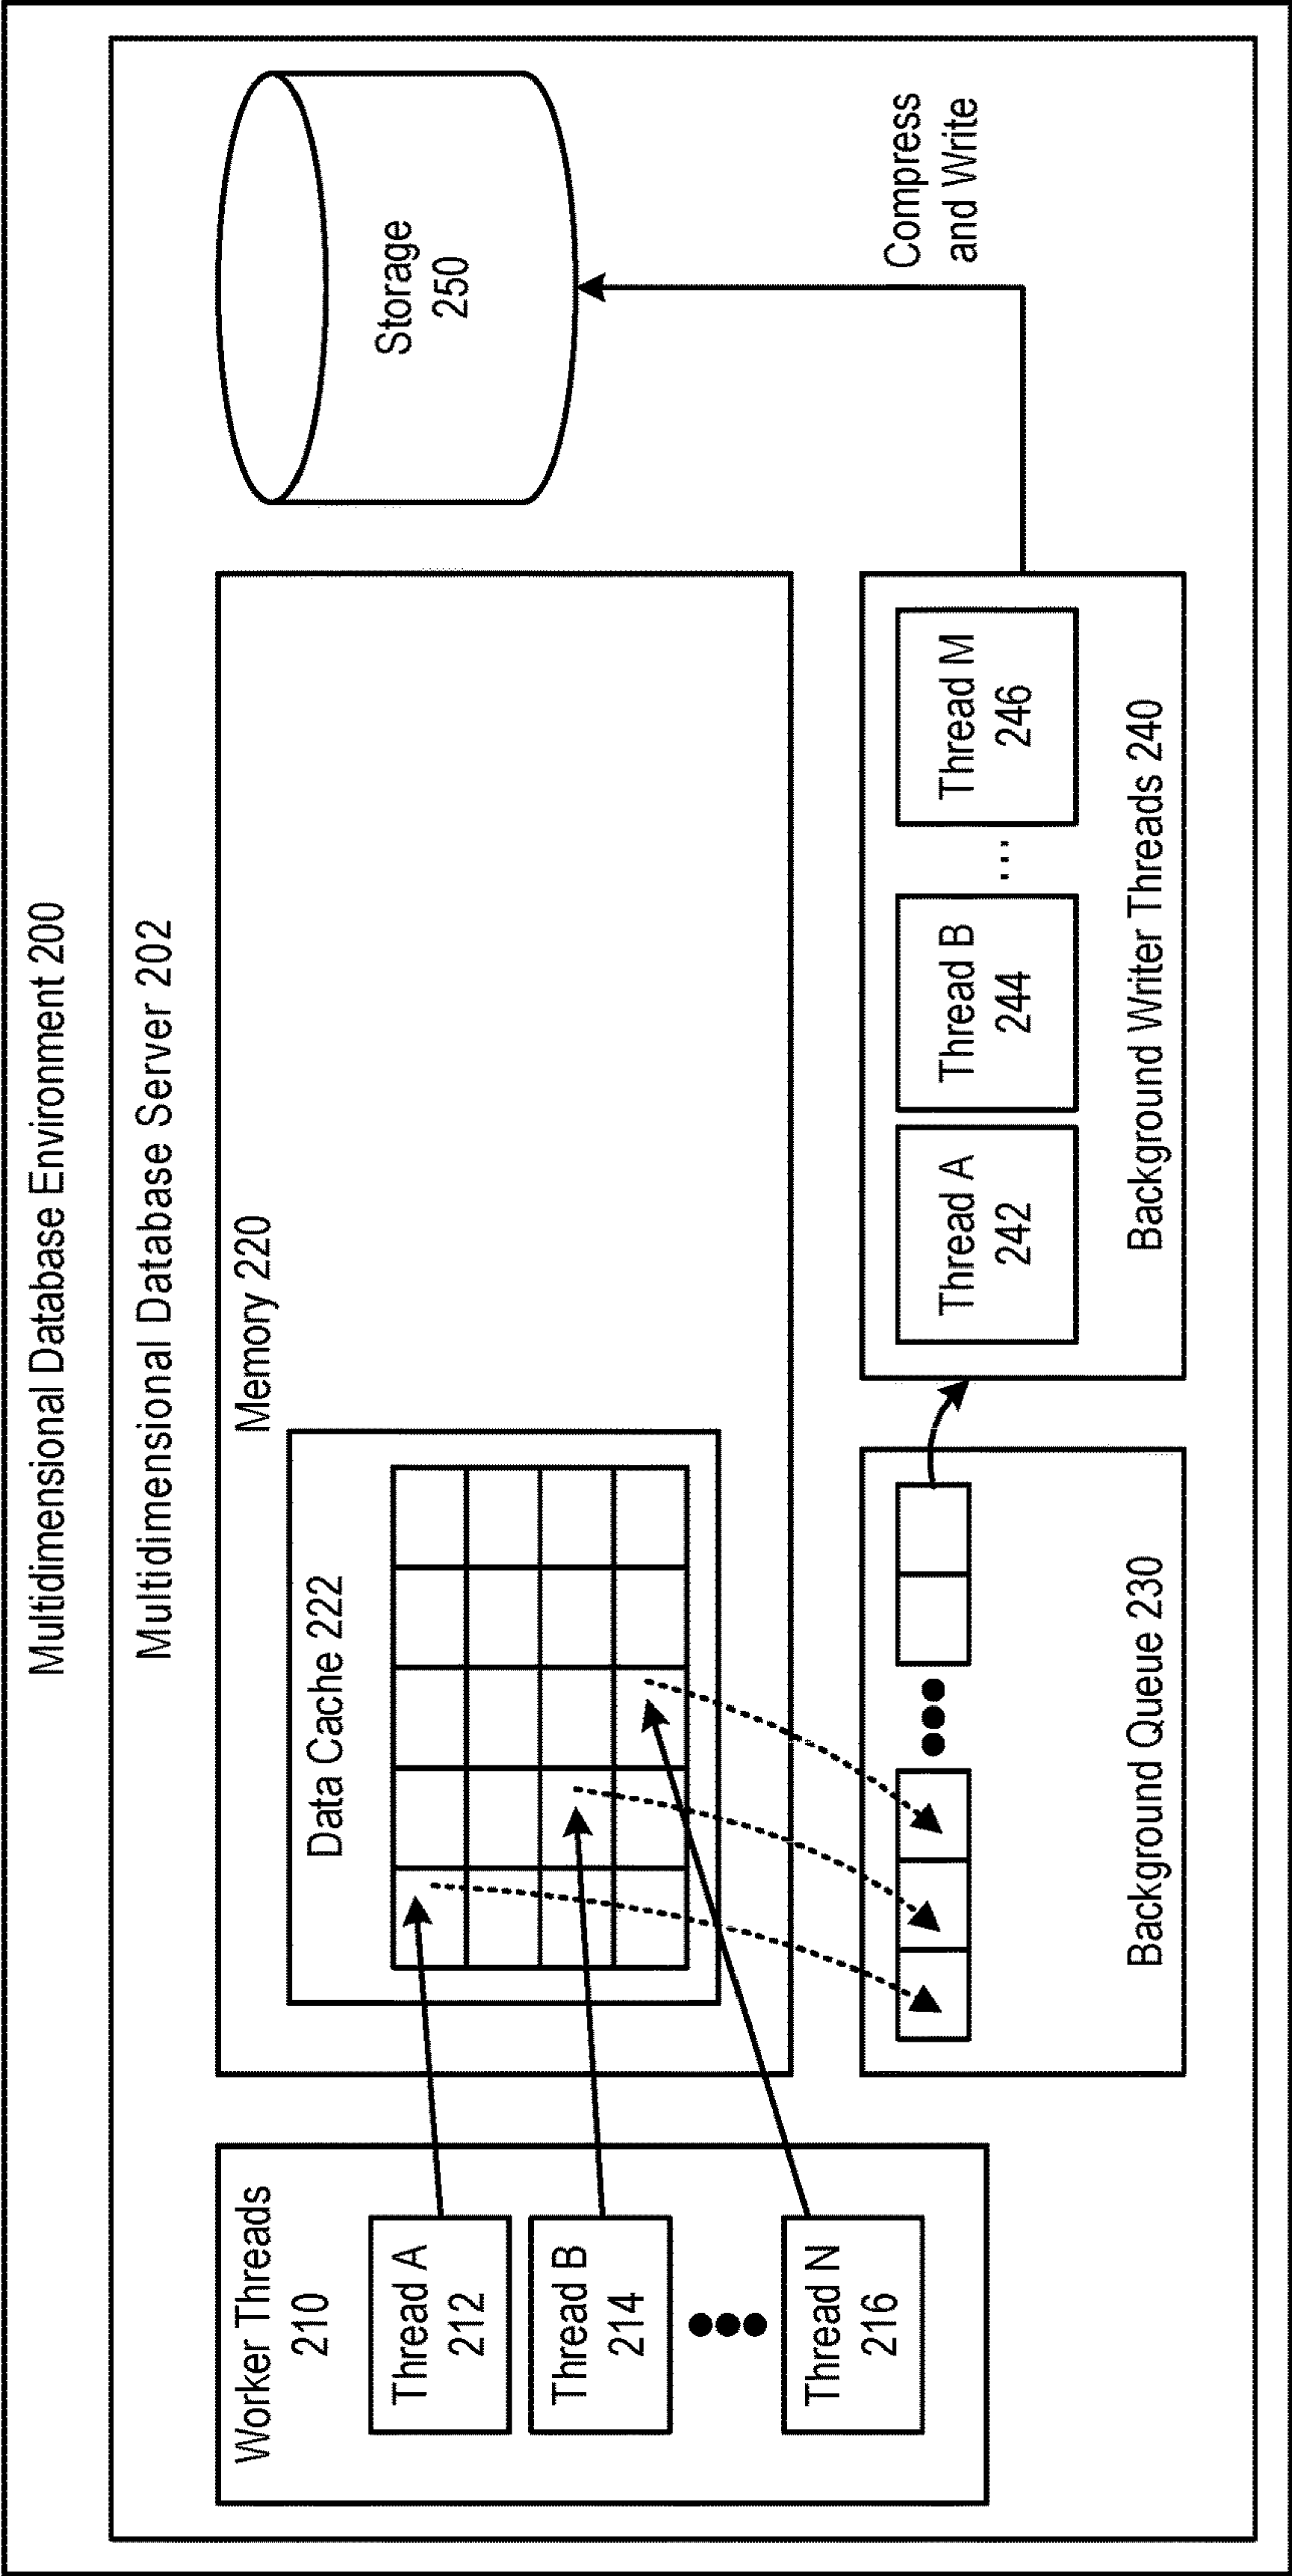 Multidimensional Database Environment 200
Multidimensional Database Server 202
Worker Threads
210
Thread A
212
Thread B
214
Thread N
216
Memory 220
Data Cache 222
Storage
250
Background Queue 230
Thread A
242
Thread B
244
...
Thread M
246
Background Writer Threads 240
Compress
and Write